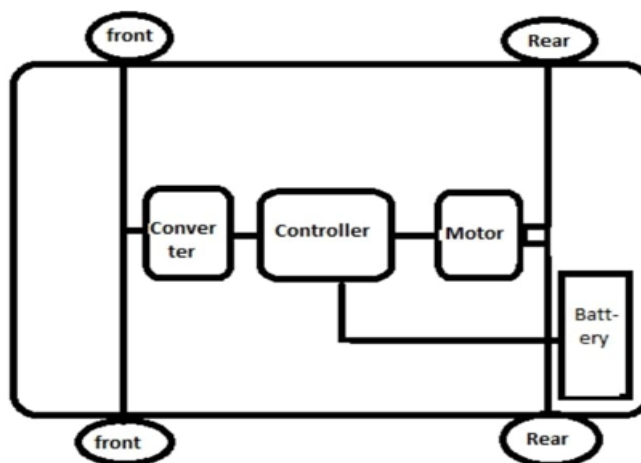 front
Rear
Conver
ter
Controller
Motor
Batt-
ery
front
Rear